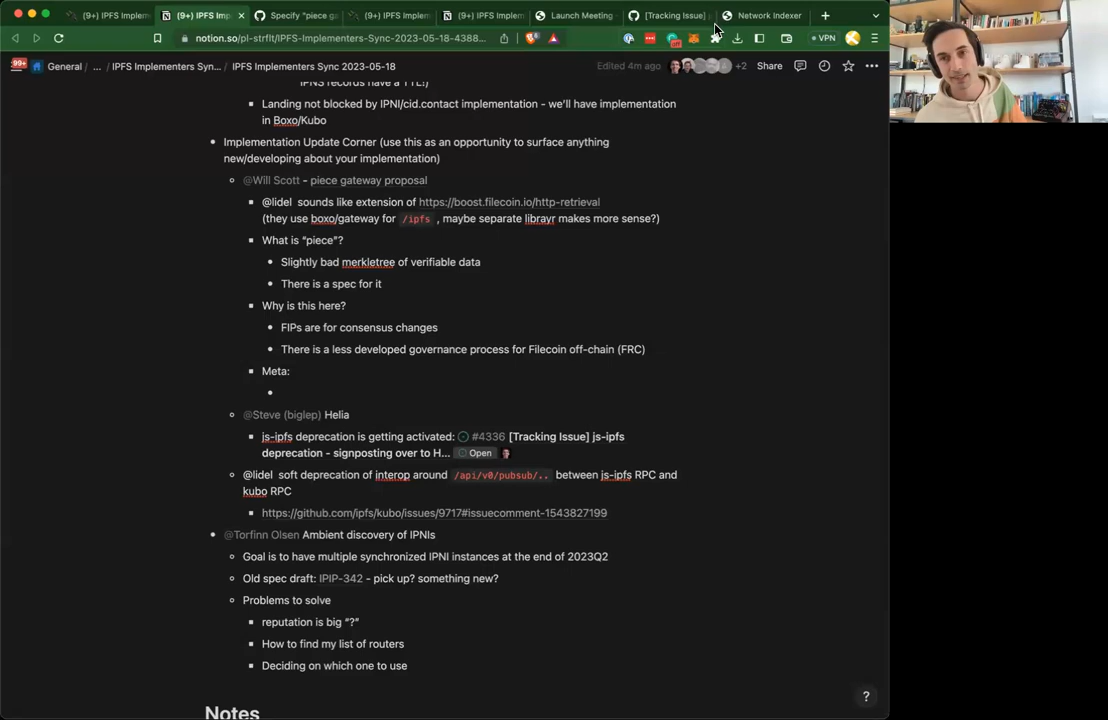 (9+) IPFS Implem
(9+) IPFS Imp
Specify "piece ga
(9+) IPFS Implem
(9+) IPFS Implem
Launch Meeting
[Tracking Issue] j
Network Indexer
notion.so/pl-strflt/IPFS-Implementers-Sync-2023-05-18-4388...
VPN
99+
General / ... / IPFS Implementers Syn... / IPFS Implementers Sync 2023-05-18
Edited 4m ago
+2
Share
IPNS records have a TTL!)
Landing not blocked by IPNI/cid.contact implementation - we'll have implementation
in Boxo/Kubo
Implementation Update Corner (use this as an opportunity to surface anything
new/developing about your implementation)
@Will Scott - piece gateway proposal
@lidel sounds like extension of https://boost.filecoin.io/http-retrieval
(they use boxo/gateway for /ipfs , maybe separate librayr makes more sense?)
What is "piece"?
Slightly bad merkletree of verifiable data
There is a spec for it
Why is this here?
FIPs are for consensus changes
There is a less developed governance process for Filecoin off-chain (FRC)
Meta:
@Steve (biglep) Helia
js-ipfs deprecation is getting activated: #4336 [Tracking Issue] js-ipfs
deprecation - signposting over to H... Open
@lidel soft deprecation of interop around /api/v0/pubsub/.. between js-ipfs RPC and
kubo RPC
https://github.com/ipfs/kubo/issues/9717#issuecomment-1543827199
@Torfinn Olsen Ambient discovery of IPNIs
Goal is to have multiple synchronized IPNI instances at the end of 2023Q2
Old spec draft: IPIP-342 - pick up? something new?
Problems to solve
reputation is big "?"
How to find my list of routers
Deciding on which one to use
Notes
?